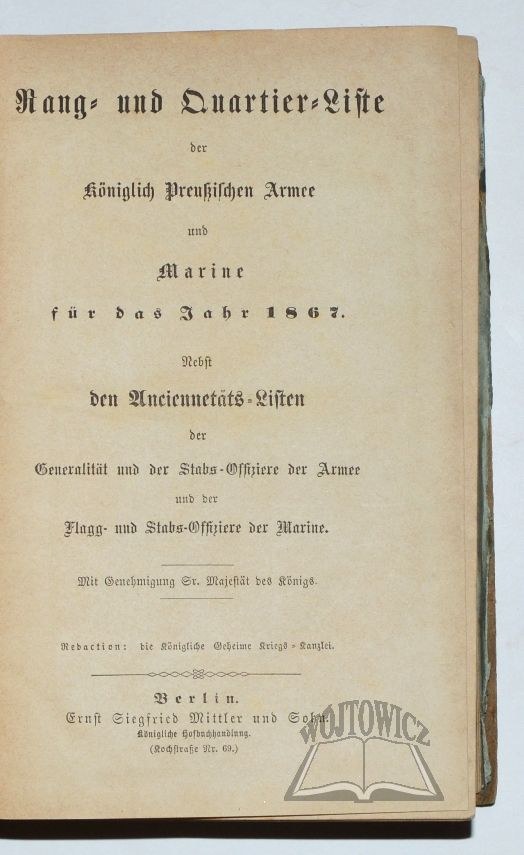 Rang- und Quartier-Liste
der
Königlich Preußischen Armee
und
Marine
für das Jahr 1867.
Nebst
den Anciennetäts-Listen
der
Generalität und der Stabs-Offiziere der Armee
und der
Flagg- und Stabs-Offiziere der Marine.
Mit Genehmigung Sr. Majestät des Königs.
Redaction: die Königliche Geheime Kriegs-Kanzlei.
Berlin.
Ernst Siegfried Mittler und Sohn.
Königliche Hofbuchhandlung.
(Kochstraße Nr. 69.)
WÓJTOWICZ